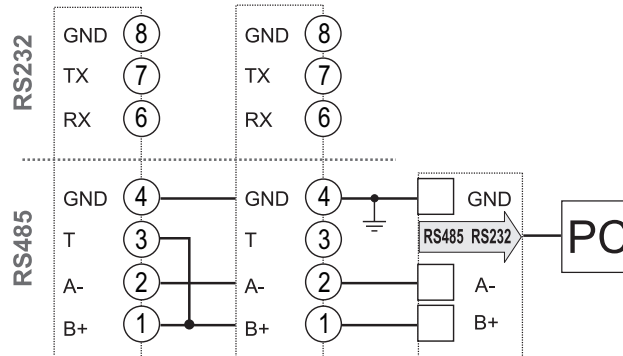 RS232
GND 8
TX 7
RX 6
GND 8
TX 7
RX 6
RS485
GND 4
T 3
A- 2
B+ 1
GND 4
T 3
A- 2
B+ 1
GND
RS485 RS232
A-
B+
PC